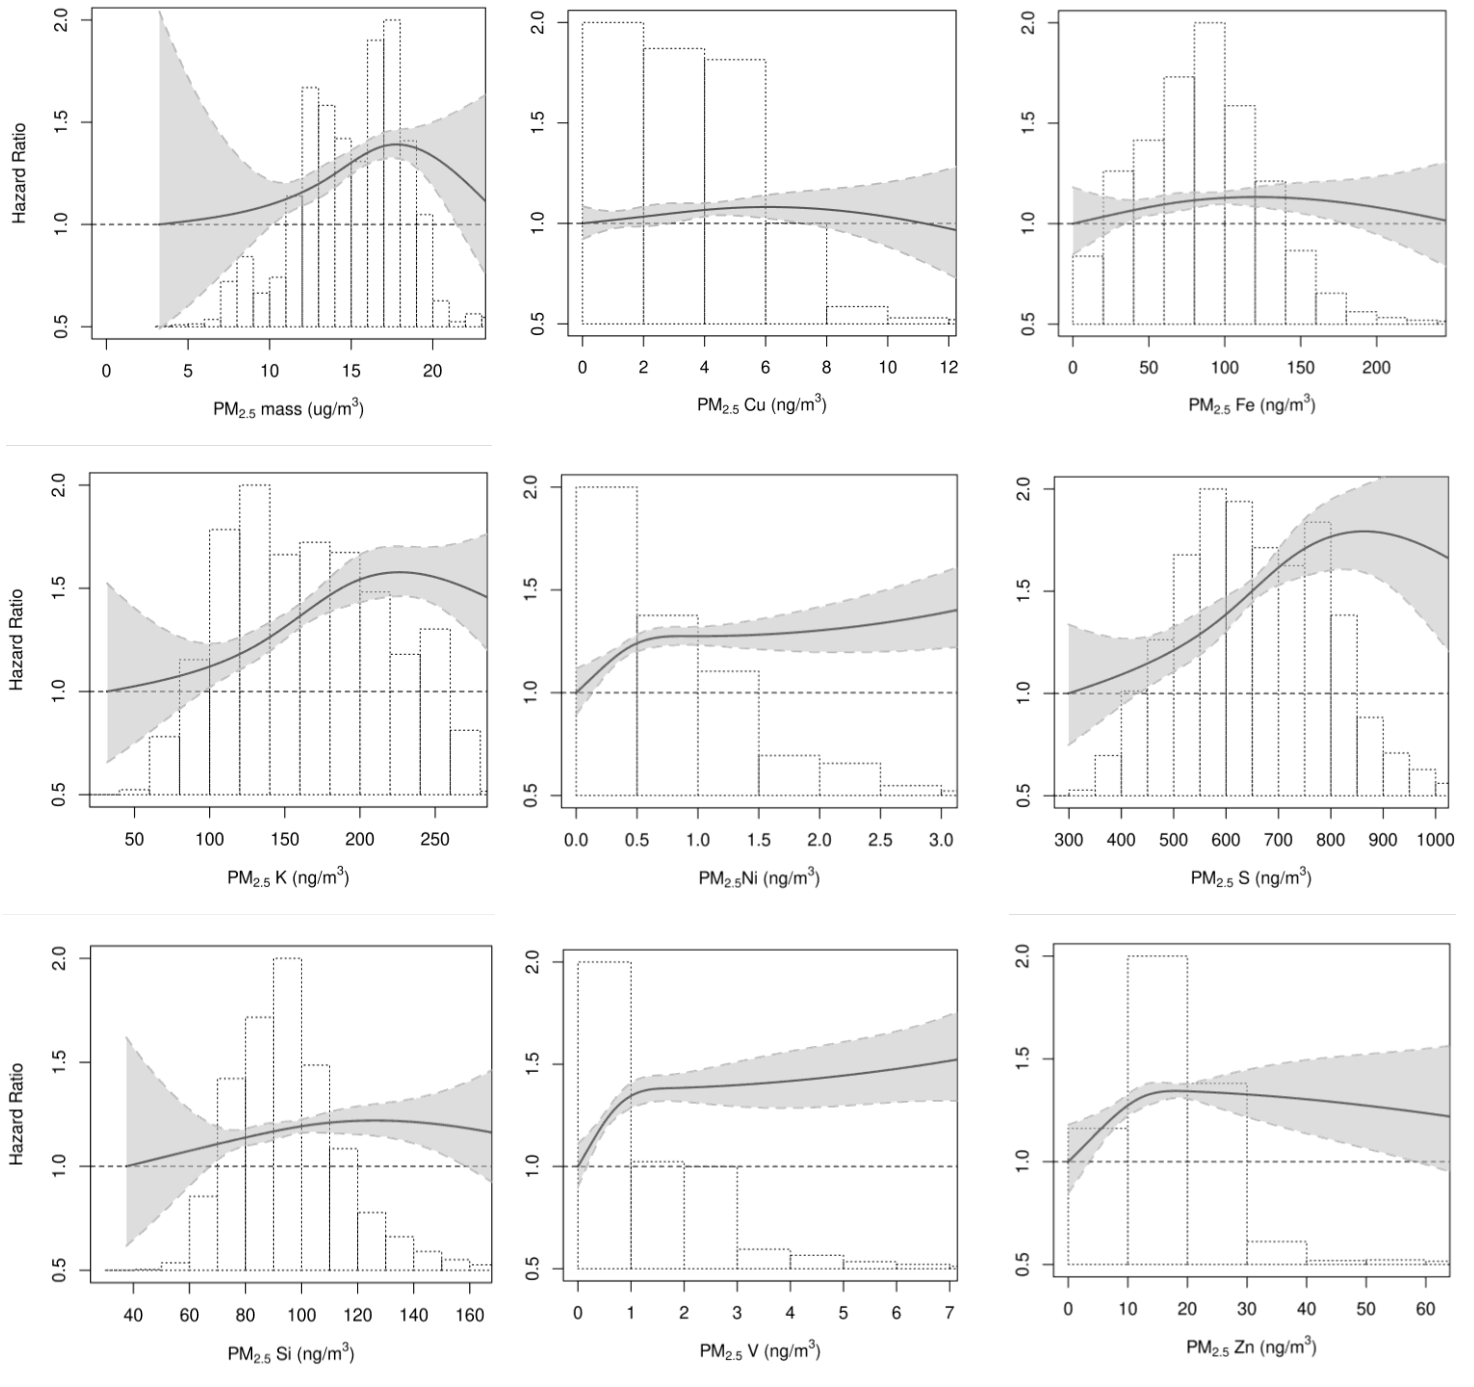 Hazard Ratio
2.0
1.5
1.0
0.5
0 5 10 15 20
PM2.5 mass (ug/m3)
2.0
1.5
1.0
0.5
0 2 4 6 8 10 12
PM2.5 Cu (ng/m3)
2.0
1.5
1.0
0.5
0 50 100 150 200
PM2.5 Fe (ng/m3)
Hazard Ratio
2.0
1.5
1.0
0.5
50 100 150 200 250
PM2.5 K (ng/m3)
2.0
1.5
1.0
0.5
0.0 0.5 1.0 1.5 2.0 2.5 3.0
PM2.5Ni (ng/m3)
2.0
1.5
1.0
0.5
300 400 500 600 700 800 900 1000
PM2.5 S (ng/m3)
Hazard Ratio
2.0
1.5
1.0
0.5
40 60 80 100 120 140 160
PM2.5 Si (ng/m3)
2.0
1.5
1.0
0.5
0 1 2 3 4 5 6 7
PM2.5 V (ng/m3)
2.0
1.5
1.0
0.5
0 10 20 30 40 50 60
PM2.5 Zn (ng/m3)